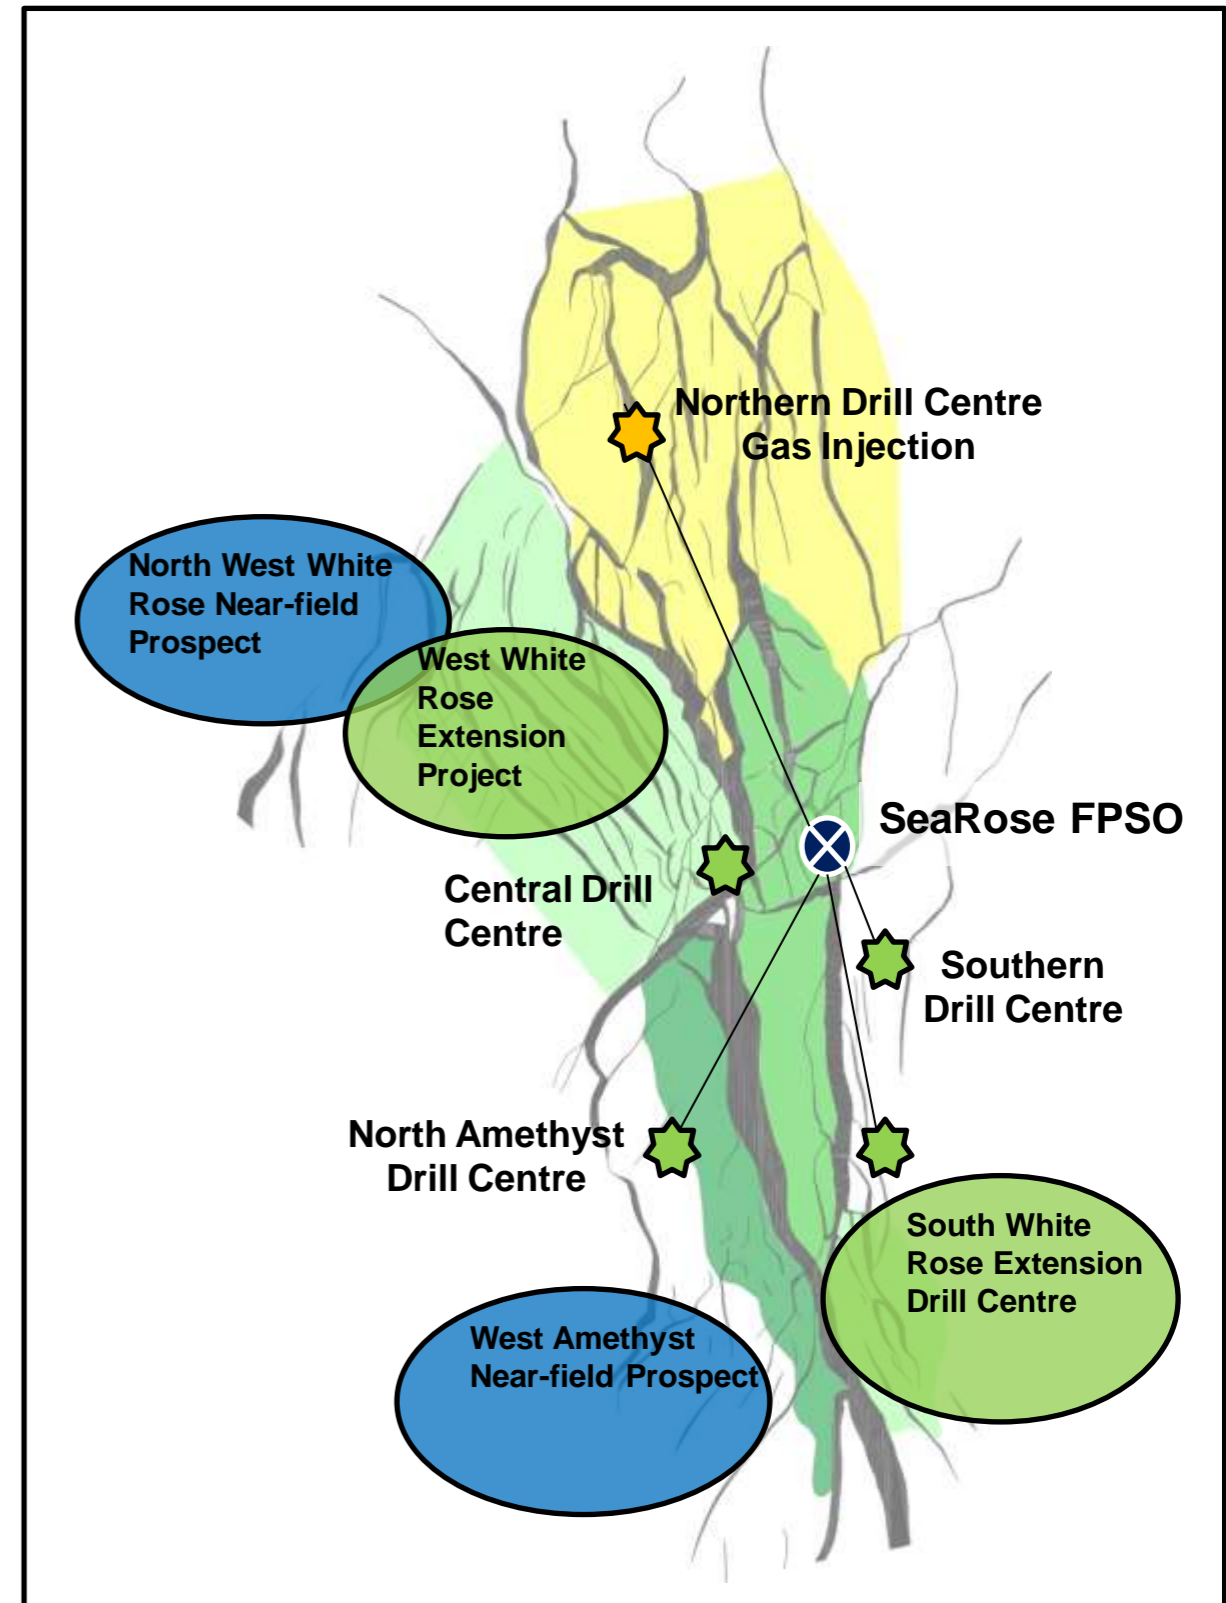 Northern Drill Centre
Gas Injection
North West White
Rose Near-field
Prospect
West White
Rose
Extension
Project
SeaRose FPSO
Central Drill
Centre
Southern
Drill Centre
North Amethyst
Drill Centre
South White
Rose Extension
Drill Centre
West Amethyst
Near-field Prospect